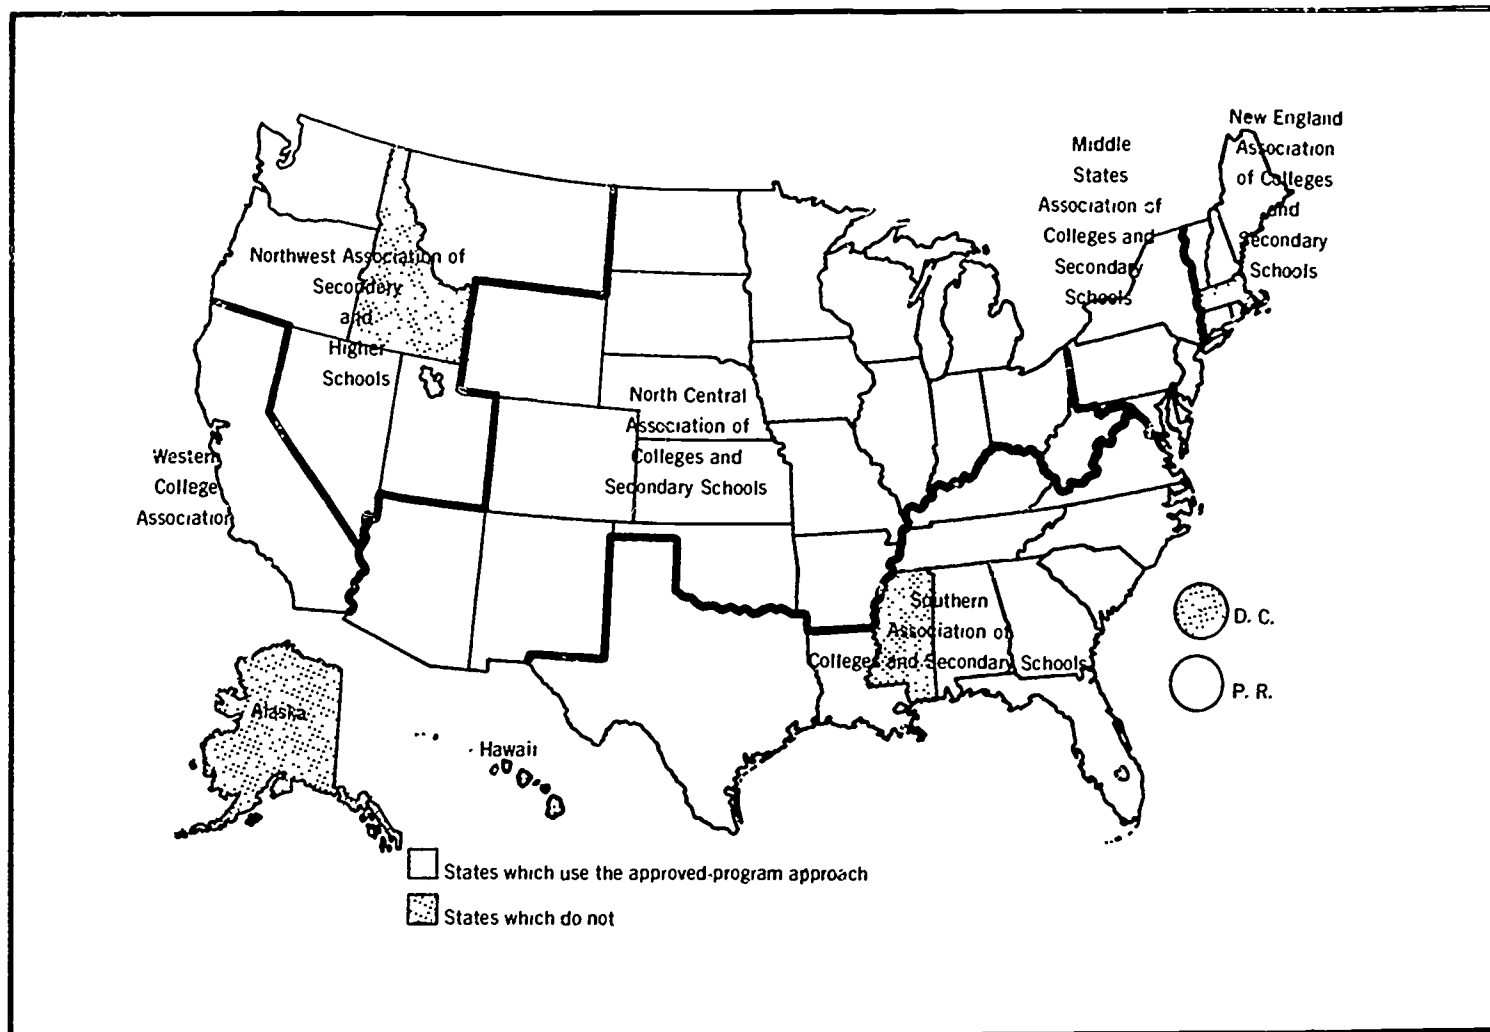 New England
Association
of Colleges
and
Secondary
Schools
Middle
States
Association of
Colleges and
Secondary
Schools
Northwest Association of
Secondary
and
Higher
Schools
North Central
Association of
Colleges and
Secondary Schools
Western
College
Association
Southern
Association of
Colleges and Secondary Schools
D. C.
P. R.
Alaska
Hawaii
States which use the approved-program approach
States which do not